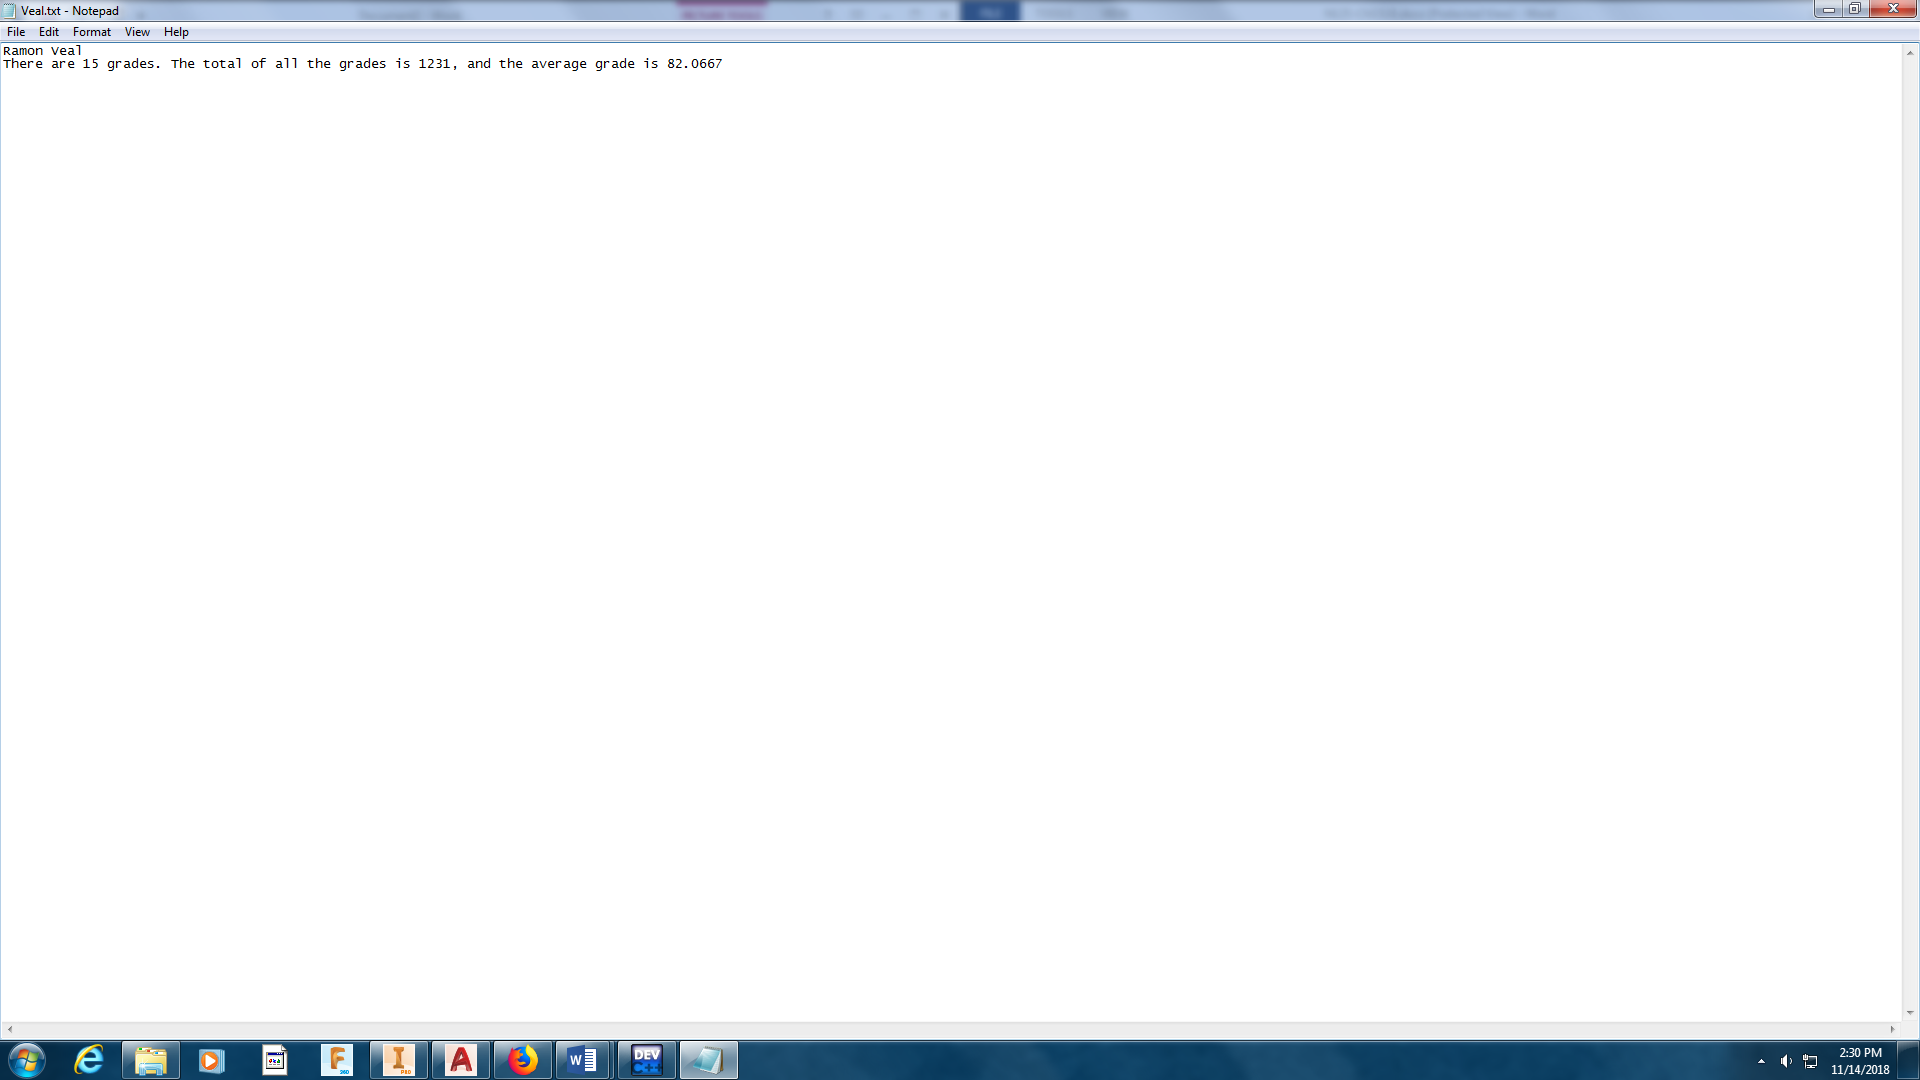 Veal.txt - Notepad
File Edit Format View Help
Ramon Veal
There are 15 grades. The total of all the grades is 1231, and the average grade is 82.0667
2:30 PM
11/14/2018